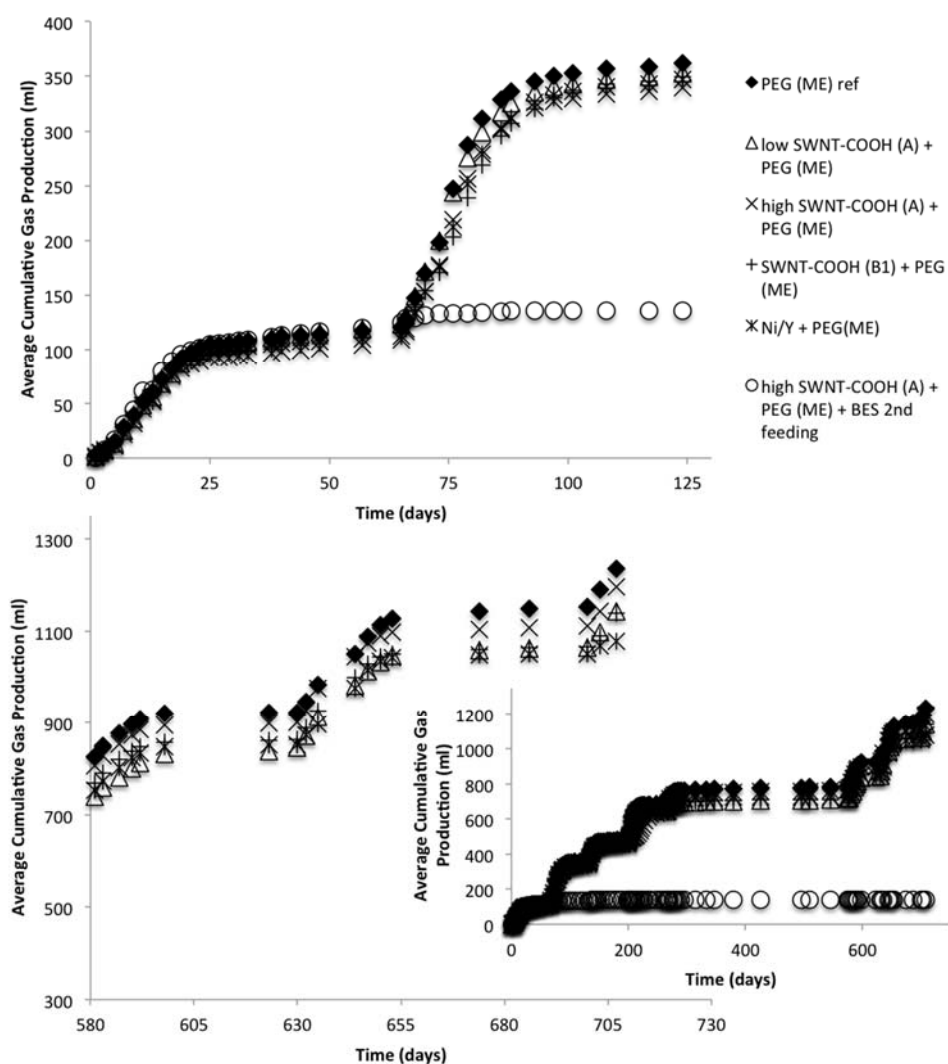 400
350
300
250
200
150
100
50
0
Average Cumulative Gas Production (ml)
0 25 50 75 100 125
Time (days)
PEG (ME) ref
low SWNT-COOH (A) +
PEG (ME)
high SWNT-COOH (A) +
PEG (ME)
SWNT-COOH (B1) + PEG
(ME)
Ni/Y + PEG(ME)
high SWNT-COOH (A) +
PEG (ME) + BES 2nd
feeding
1300
1100
900
700
500
300
Average Cumulative Gas Production (ml)
580 605 630 655 680 705 730
Time (days)
1200
1000
800
600
400
200
0
Average Cumulative Gas
Production (ml)
0 200 400 600
Time (days)